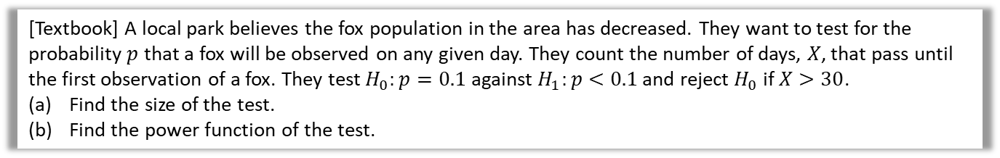 [Textbook] A local park believes the fox population in the area has decreased. They want to test for the
probability 𝑝 that a fox will be observed on any given day. They count the number of days, 𝑋, that pass until
the first observation of a fox. They test 𝐻₀: 𝑝 = 0.1 against 𝐻₁: 𝑝 < 0.1 and reject 𝐻₀ if 𝑋 > 30.
(a) Find the size of the test.
(b) Find the power function of the test.